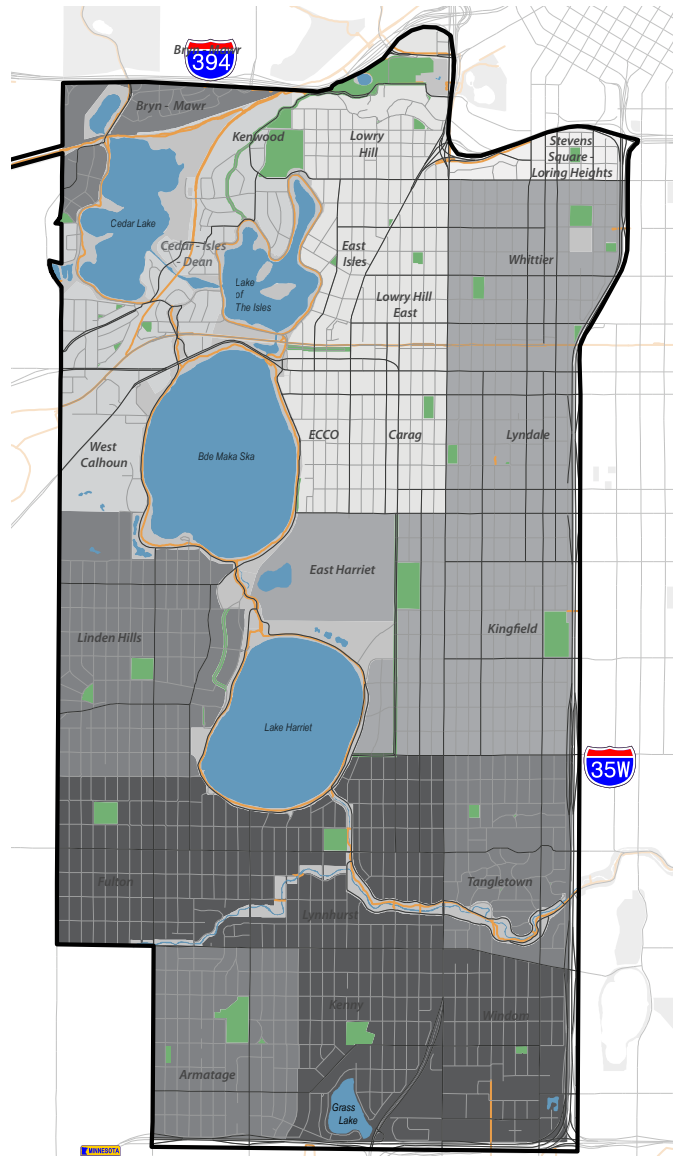 Bryn - Mawr
394
Bryn - Mawr
Kenwood
Lowry
Hill
Stevens
Square -
Loring Heights
Cedar Lake
Cedar - Isles
- Dean
East
Isles
Whittier
Lake
of
The Isles
Lowry Hill
East
West
Calhoun
Bde Maka Ska
ECCO
Carag
Lyndale
East Harriet
Linden Hills
Kingfield
Lake Harriet
35W
Fulton
Tangletown
Lynnhurst
Kenny
Windom
Armatage
Grass
Lake
MINNESOTA